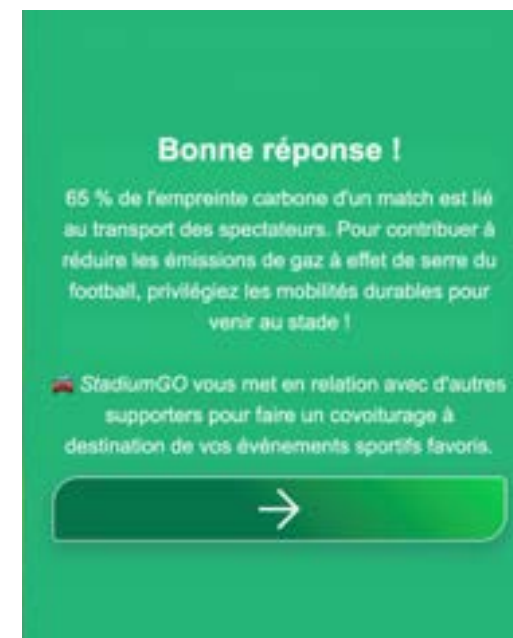 Bonne réponse !
65 % de l'empreinte carbone d'un match est lié
au transport des spectateurs. Pour contribuer à
réduire les émissions de gaz à effet de serre du
football, privilégiez les mobilités durables pour
venir au stade !
🚗 StadiumGO vous met en relation avec d'autres
supporters pour faire un covoiturage à
destination de vos événements sportifs favoris.